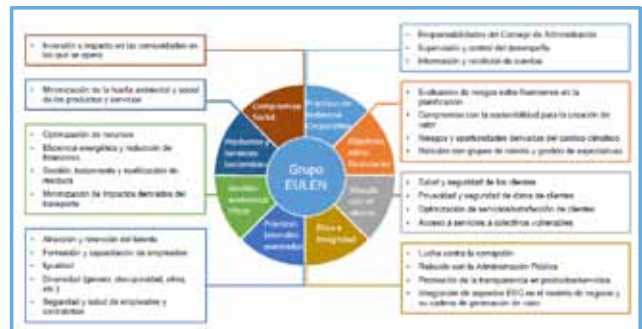 Inversión e impacto en las comunidades en
las que se opera
Minimización de la huella ambiental y social
de los productos y servicios
Optimización de recursos
Eficiencia energética y reducción de
emisiones
Gestión, tratamiento y reutilización de
residuos
Minimización de impactos derivados del
transporte
Atracción y retención del talento
Formación y capacitación de empleados
Igualdad
Diversidad (género, discapacidad, etnia,
etc.)
Seguridad y salud de empleados y
contratistas
Compromiso
Social
Prácticas de
Gobierno
Corporativo
Productos y
servicios
sostenibles
Objetivos
extra
financieros
Grupo
EULEN
Gestión
ambiental
eficaz
Vínculo
con el
cliente
Prácticas
laborales
avanzadas
Ética e
integridad
Responsabilidades del Consejo de Administración
Supervisión y control del desempeño
Información y rendición de cuentas
Evaluación de riesgos extra financieros en la
planificación
Compromiso con la sostenibilidad para la creación de
valor
Riesgos y oportunidades derivadas del cambio climático
Relación con grupos de interés y gestión de expectativas
Salud y seguridad de los clientes
Privacidad y seguridad de datos de clientes
Optimización de servicios/satisfacción de clientes
Acceso a servicios a colectivos vulnerables
Lucha contra la corrupción
Relación con la Administración Pública
Promoción de la transparencia en productos/servicios
Integración de aspectos ESG en el modelo de negocio y
su cadena de generación de valor